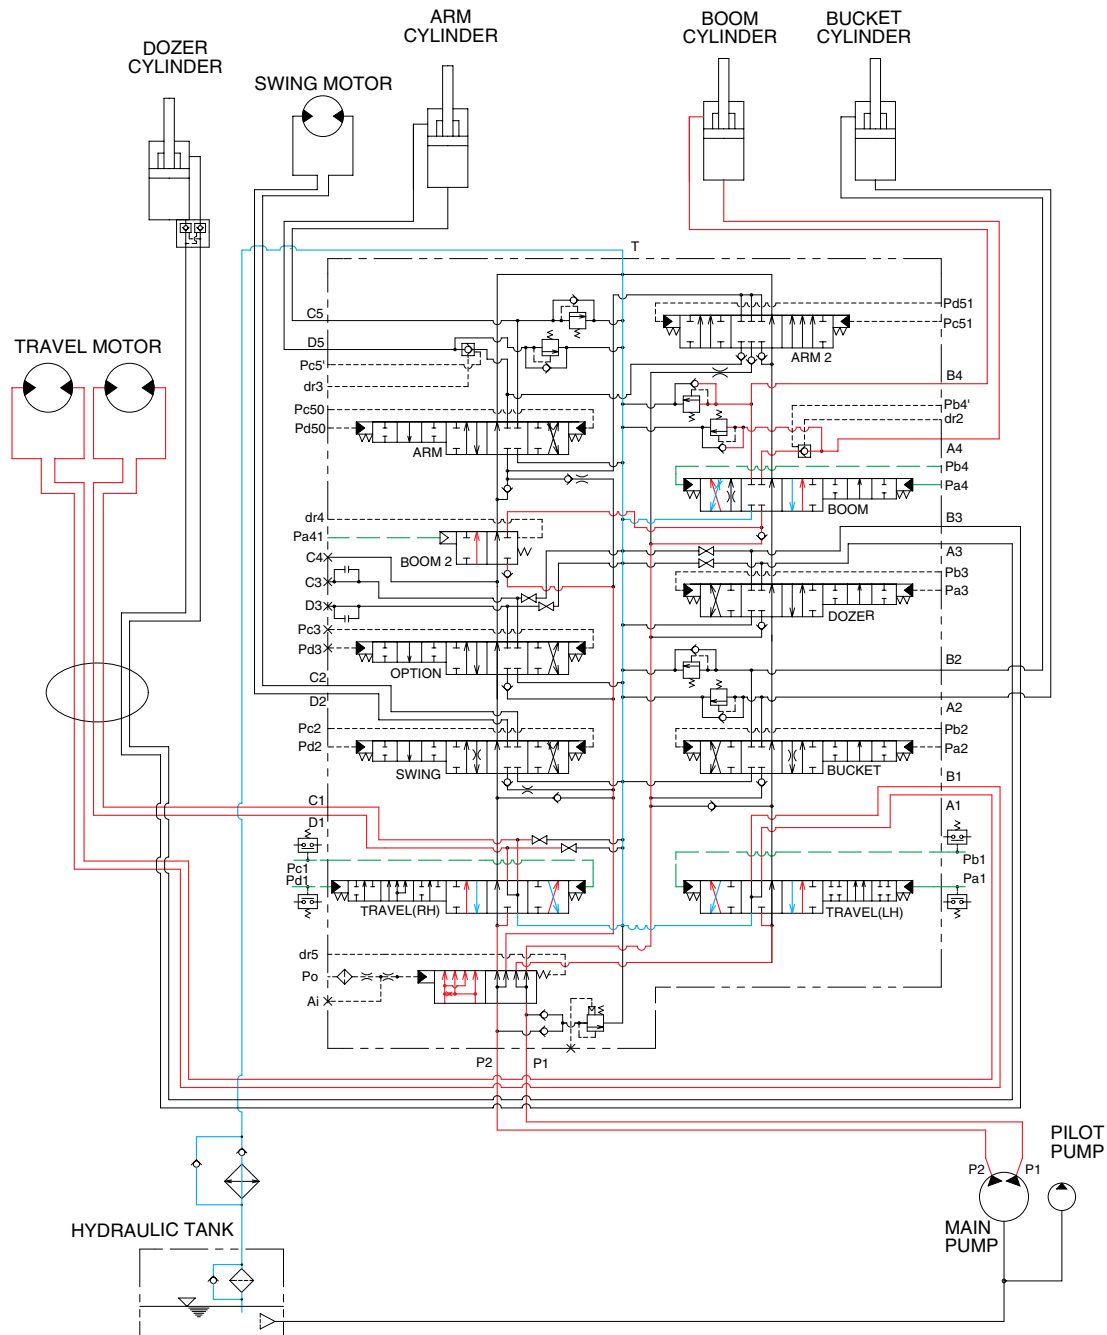 ARM
CYLINDER
BOOM
CYLINDER
BUCKET
CYLINDER
DOZER
CYLINDER
SWING MOTOR
TRAVEL MOTOR
T
C5
D5
Pc5'
dr3
Pc50
Pd50
ARM
dr4
Pa41
BOOM 2
C4
C3
D3
Pc3
Pd3
OPTION
C2
D2
Pc2
Pd2
SWING
C1
D1
Pc1
Pd1
TRAVEL(RH)
dr5
Po
Ai
P2
P1
Pd51
Pc51
ARM 2
B4
Pb4'
dr2
A4
Pb4
Pa4
BOOM
B3
A3
Pb3
Pa3
DOZER
B2
A2
Pb2
Pa2
BUCKET
B1
A1
Pb1
Pa1
TRAVEL(LH)
PILOT
PUMP
P2
P1
MAIN
PUMP
HYDRAULIC TANK